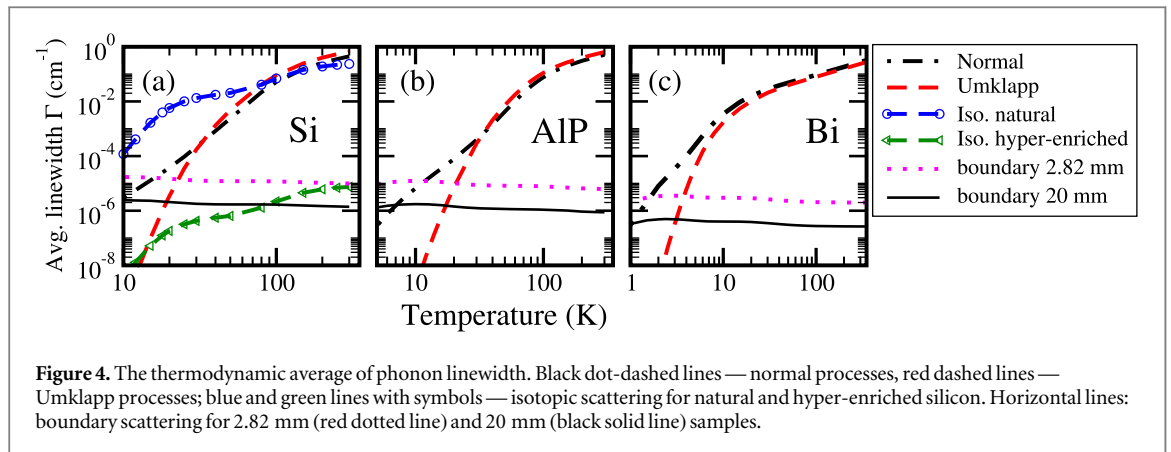 Avg. linewidth Γ (cm⁻¹)
10⁰
10⁻²
10⁻⁴
10⁻⁶
10⁻⁸
(a)
Si
10 100
(b)
AlP
10 100
(c)
Bi
1 10 100
Temperature (K)
Normal
Umklapp
Iso. natural
Iso. hyper-enriched
boundary 2.82 mm
boundary 20 mm
Figure 4. The thermodynamic average of phonon linewidth. Black dot-dashed lines — normal processes, red dashed lines —
Umklapp processes; blue and green lines with symbols — isotopic scattering for natural and hyper-enriched silicon. Horizontal lines:
boundary scattering for 2.82 mm (red dotted line) and 20 mm (black solid line) samples.